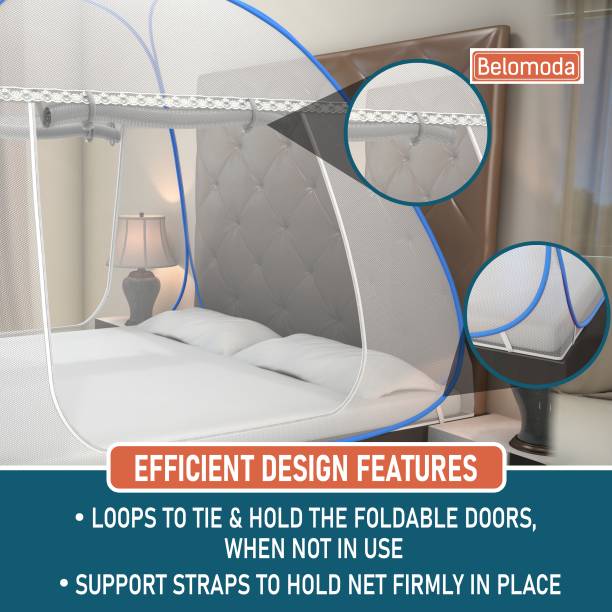 Belomoda
EFFICIENT DESIGN FEATURES
• LOOPS TO TIE & HOLD THE FOLDABLE DOORS,
WHEN NOT IN USE
• SUPPORT STRAPS TO HOLD NET FIRMLY IN PLACE